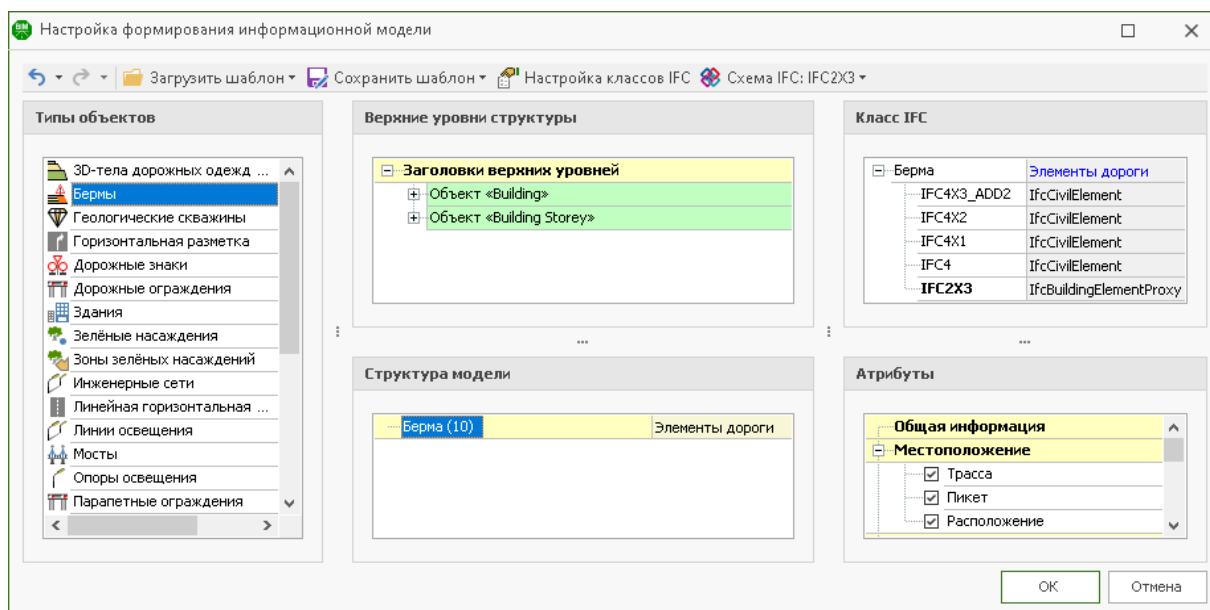 BIM
Настройка формирования информационной модели
Загрузить шаблон Сохранить шаблон Настройка классов IFC Схема IFC: IFC2X3
Типы объектов
3D-тела дорожных одежд ...
Бермы
Геологические скважины
Горизонтальная разметка
Дорожные знаки
Дорожные ограждения
Здания
Зелёные насаждения
Зоны зелёных насаждений
Инженерные сети
Линейная горизонтальная ...
Линии освещения
Мосты
Опоры освещения
Парапетные ограждения
Верхние уровни структуры
Заголовки верхних уровней
Объект «Building»
Объект «Building Storey»
Класс IFC
Берма Элементы дороги
IFC4X3_ADD2 IfcCivilElement
IFC4X2 IfcCivilElement
IFC4X1 IfcCivilElement
IFC4 IfcCivilElement
IFC2X3 IfcBuildingElementProxy
Структура модели
Берма (10) Элементы дороги
Атрибуты
Общая информация
Местоположение
Трасса
Пикет
Расположение
ОК Отмена